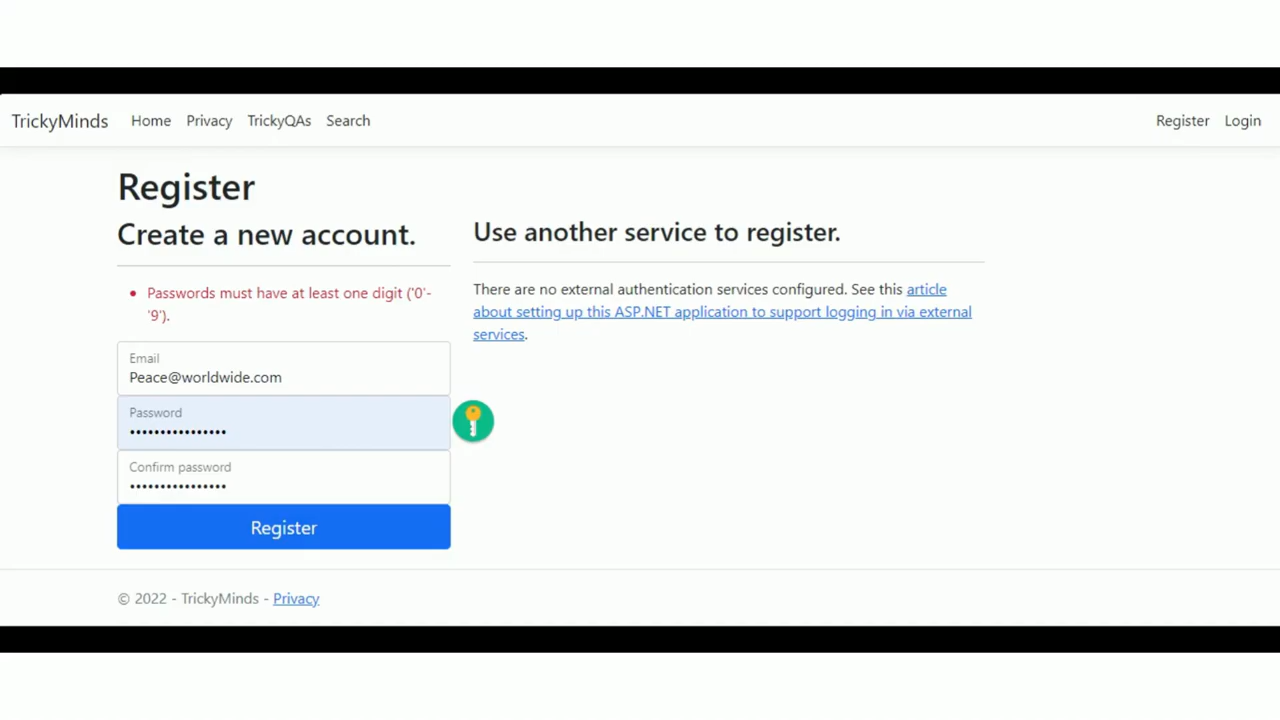 TrickyMinds Home Privacy TrickyQAs Search Register Login
Register
Create a new account.
Passwords must have at least one digit ('0'-
'9').
Email
Peace@worldwide.com
Password
••••••••••••••••
Confirm password
••••••••••••••••
Register
Use another service to register.
There are no external authentication services configured. See this article
about setting up this ASP.NET application to support logging in via external
services.
© 2022 - TrickyMinds - Privacy